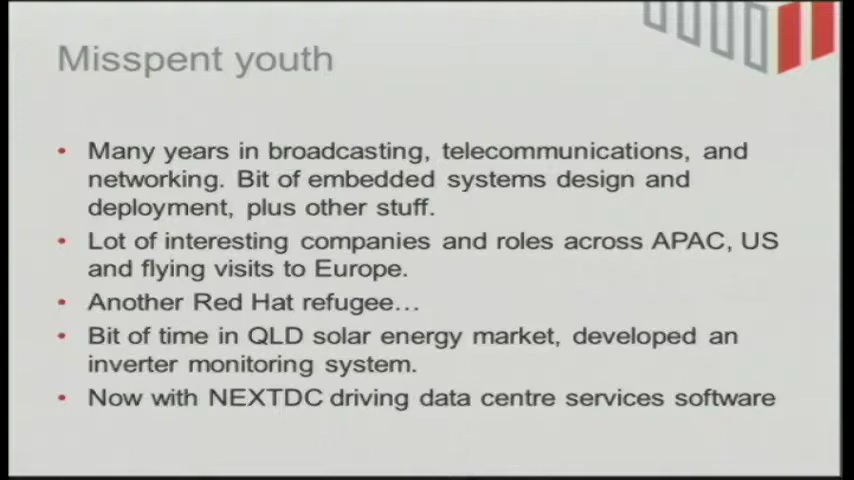 Misspent youth
• Many years in broadcasting, telecommunications, and
networking. Bit of embedded systems design and
deployment, plus other stuff.
• Lot of interesting companies and roles across APAC, US
and flying visits to Europe.
• Another Red Hat refugee…
• Bit of time in QLD solar energy market, developed an
inverter monitoring system.
• Now with NEXTDC driving data centre services software